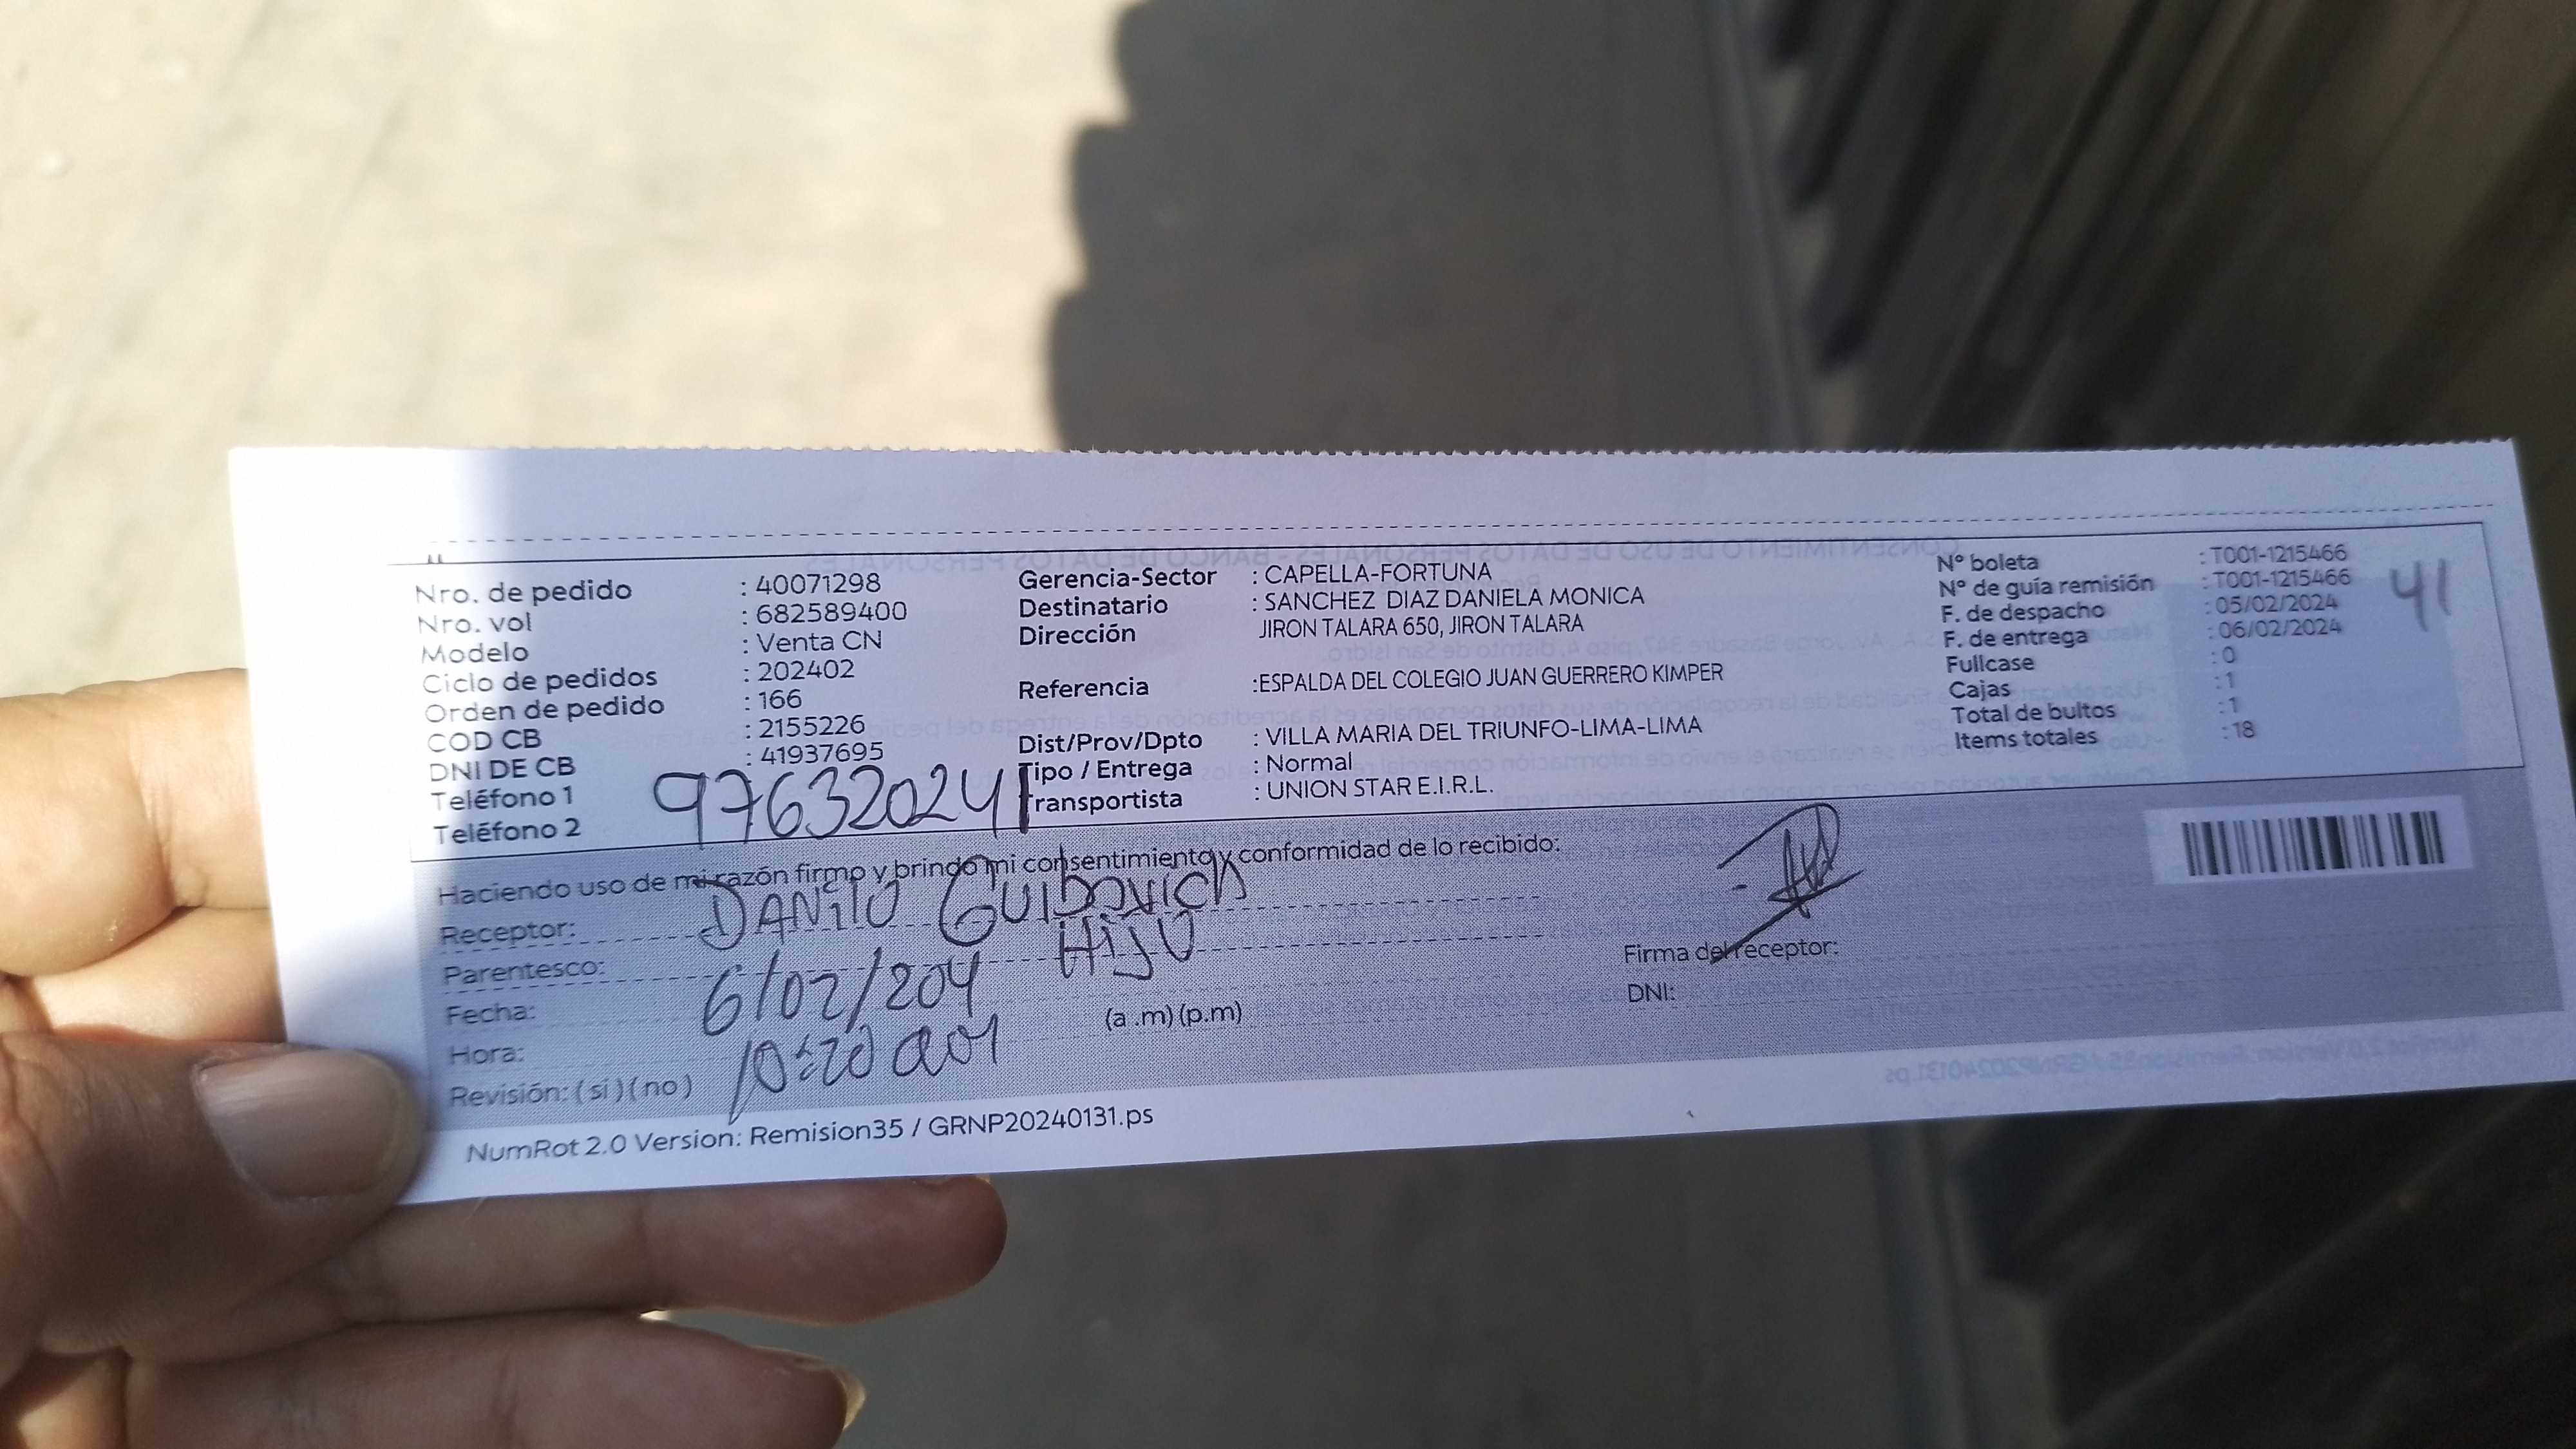 Nro. de pedido : 40071298
Nro. vol : 682589400
Modelo : Venta CN
Ciclo de pedidos : 202402
Orden de pedido : 166
COD CB : 2155226
DNI DE CB : 41937695
Teléfono 1
Teléfono 2
976320241
Gerencia-Sector : CAPELLA-FORTUNA
Destinatario : SANCHEZ DIAZ DANIELA MONICA
Dirección JIRON TALARA 650, JIRON TALARA
Referencia :ESPALDA DEL COLEGIO JUAN GUERRERO KIMPER
Dist/Prov/Dpto : VILLA MARIA DEL TRIUNFO-LIMA-LIMA
Tipo / Entrega : Normal
Transportista : UNION STAR E.I.R.L.
N° boleta : T001-1215466
N° de guía remisión : T001-1215466
F. de despacho : 05/02/2024
F. de entrega : 06/02/2024
Fullcase : 0
Cajas : 1
Total de bultos : 1
Items totales : 18
41
Haciendo uso de mi razón firmo y brindo mi consentimiento y conformidad de lo recibido:
Receptor: DANilO GUIbOVICh
Parentesco: HiJO
Fecha: 6/02/204
Hora: 10:20 (a .m) (p.m)
Revisión: (si) (no)
Firma del receptor:
DNI:
NumRot 2.0 Version: Remision35 / GRNP20240131.ps